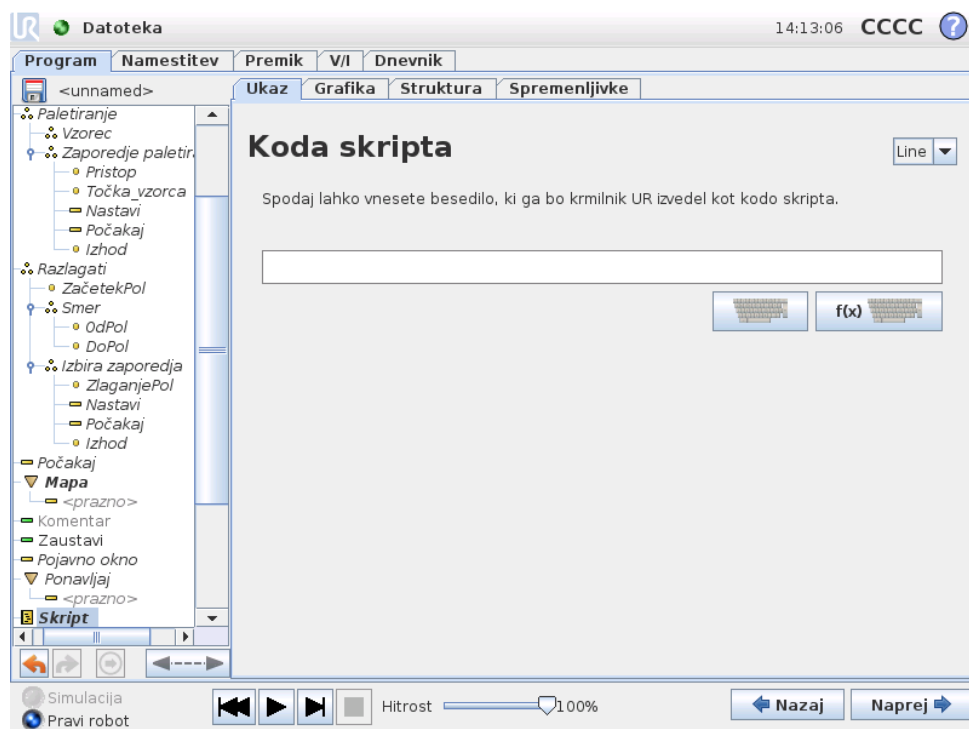 UR Datoteka 14:13:06 CCCC ?
Program Namestitev Premik V/I Dnevnik
<unnamed>
Ukaz Grafika Struktura Spremenljivke
Paletiranje
Vzorec
Zaporedje paletir
Pristop
Točka_vzorca
Nastavi
Počakaj
Izhod
Razlagati
ZačetekPol
Smer
OdPol
DoPol
Izbira zaporedja
ZlaganjePol
Nastavi
Počakaj
Izhod
Počakaj
Mapa
<prazno>
Komentar
Zaustavi
Pojavno okno
Ponavljaj
<prazno>
Skript
Koda skripta
Line
Spodaj lahko vnesete besedilo, ki ga bo krmilnik UR izvedel kot kodo skripta.
f(x)
Simulacija
Pravi robot
Hitrost 100%
Nazaj Naprej